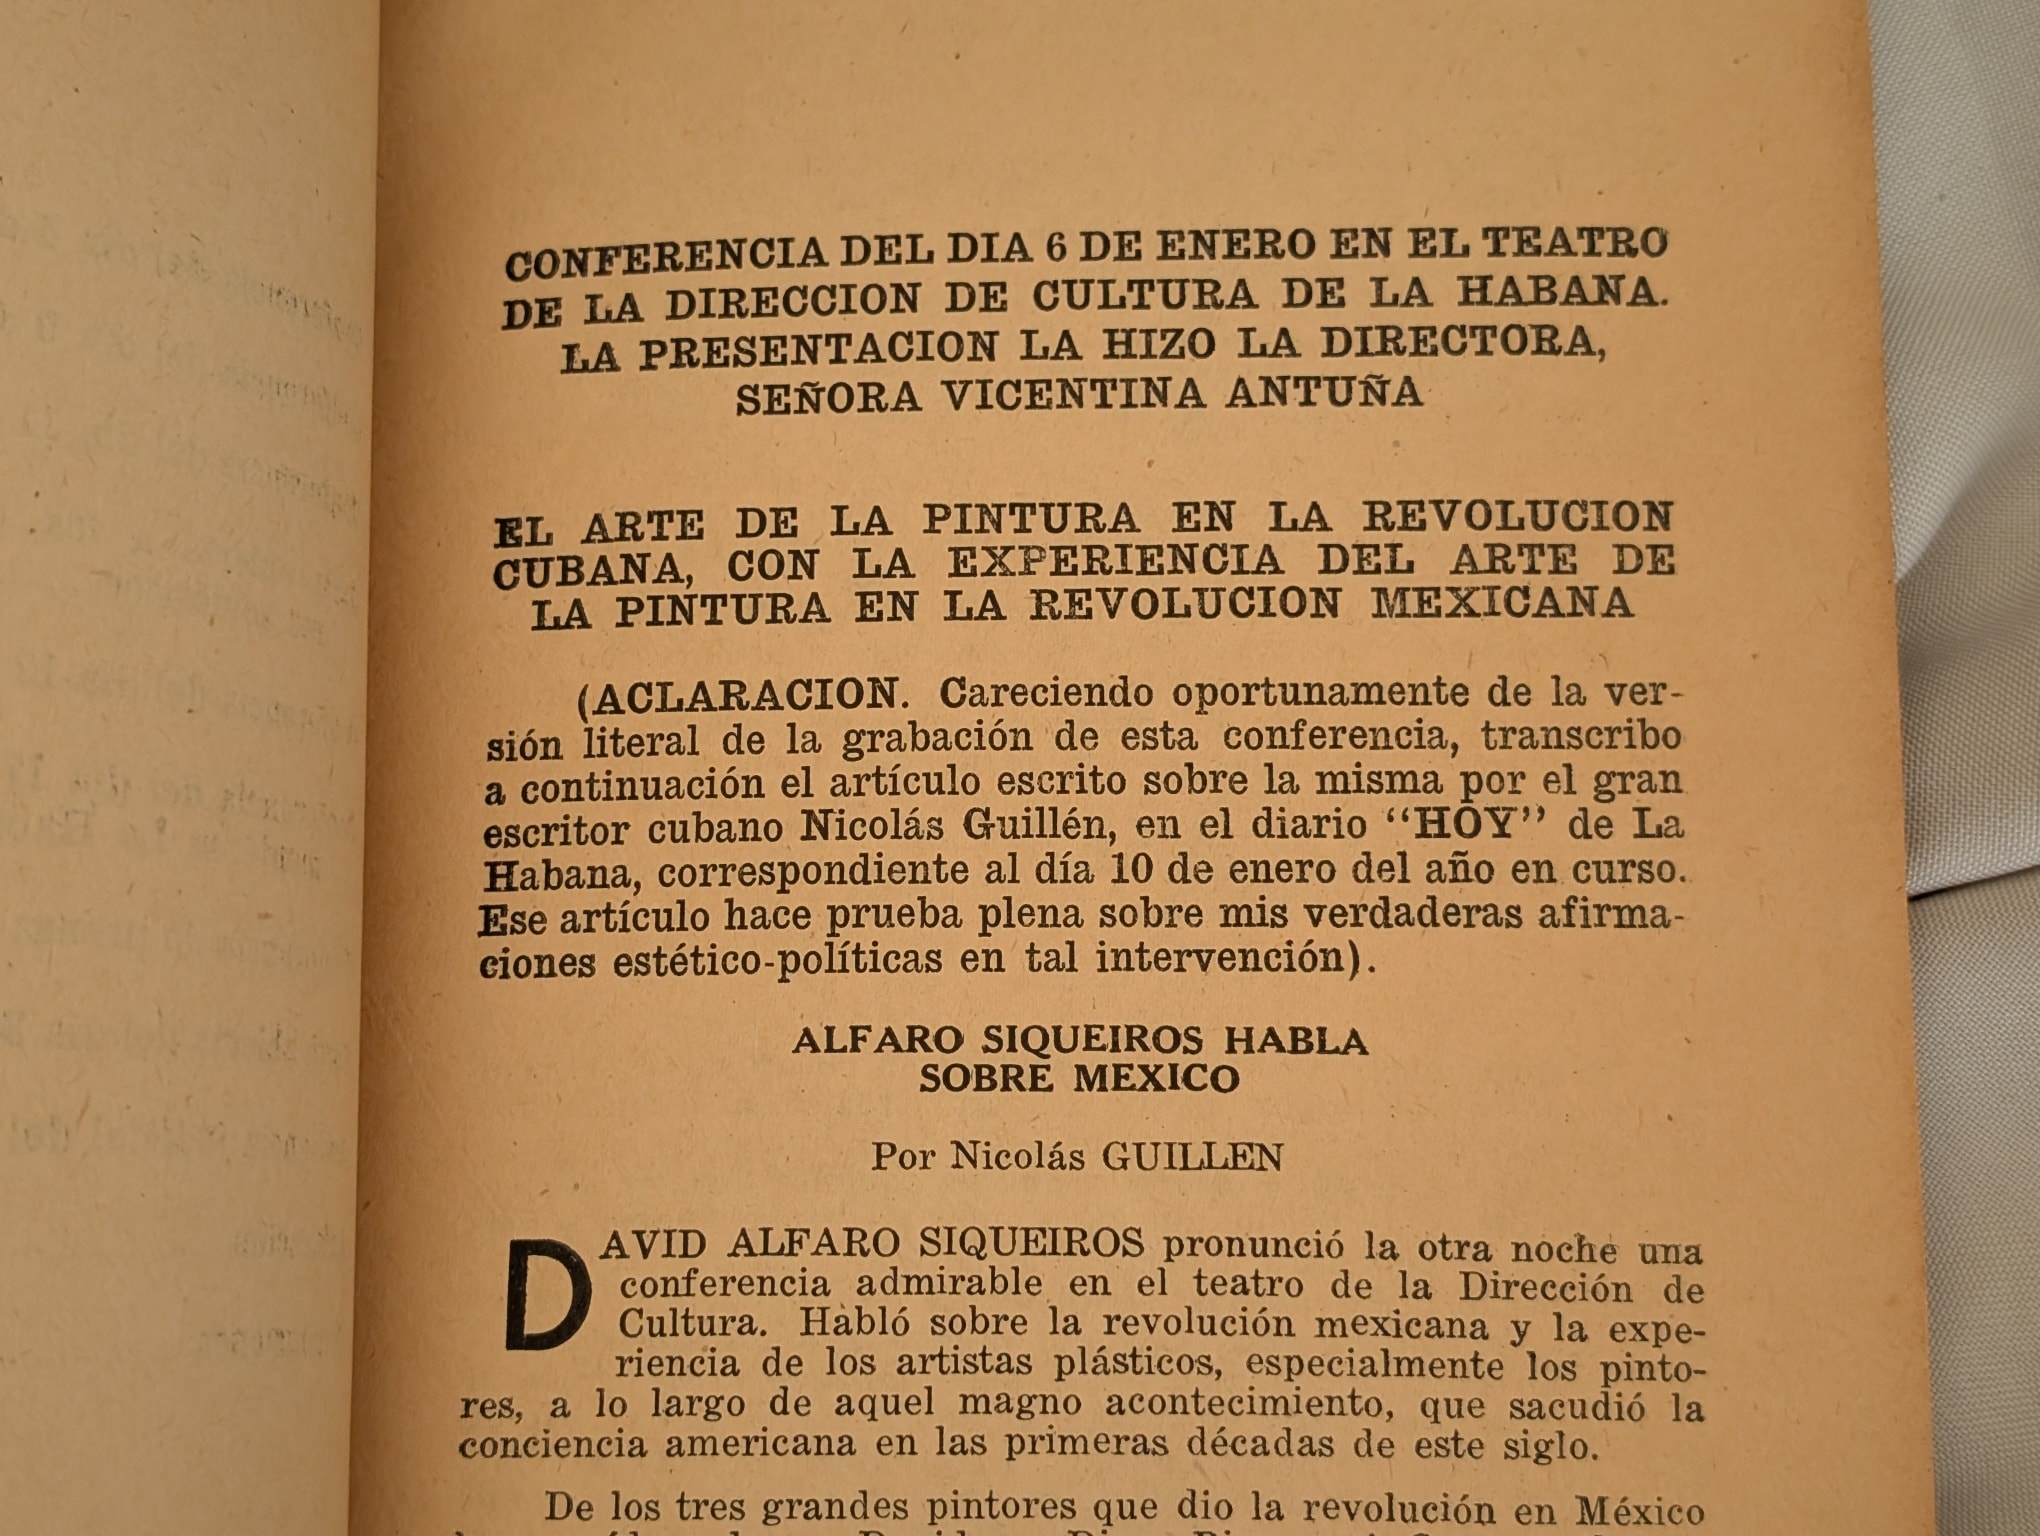 CONFERENCIA DEL DIA 6 DE ENERO EN EL TEATRO
DE LA DIRECCION DE CULTURA DE LA HABANA.
LA PRESENTACION LA HIZO LA DIRECTORA,
SEÑORA VICENTINA ANTUÑA
EL ARTE DE LA PINTURA EN LA REVOLUCION
CUBANA, CON LA EXPERIENCIA DEL ARTE DE
LA PINTURA EN LA REVOLUCION MEXICANA
(ACLARACION. Careciendo oportunamente de la ver-
sión literal de la grabación de esta conferencia, transcribo
a continuación el artículo escrito sobre la misma por el gran
escritor cubano Nicolás Guillén, en el diario "HOY" de La
Habana, correspondiente al día 10 de enero del año en curso.
Ese artículo hace prueba plena sobre mis verdaderas afirma-
ciones estético-políticas en tal intervención).
ALFARO SIQUEIROS HABLA
SOBRE MEXICO
Por Nicolás GUILLEN
DAVID ALFARO SIQUEIROS pronunció la otra noche una
conferencia admirable en el teatro de la Dirección de
Cultura. Habló sobre la revolución mexicana y la expe-
riencia de los artistas plásticos, especialmente los pinto-
res, a lo largo de aquel magno acontecimiento, que sacudió la
conciencia americana en las primeras décadas de este siglo.
De los tres grandes pintores que dio la revolución en México